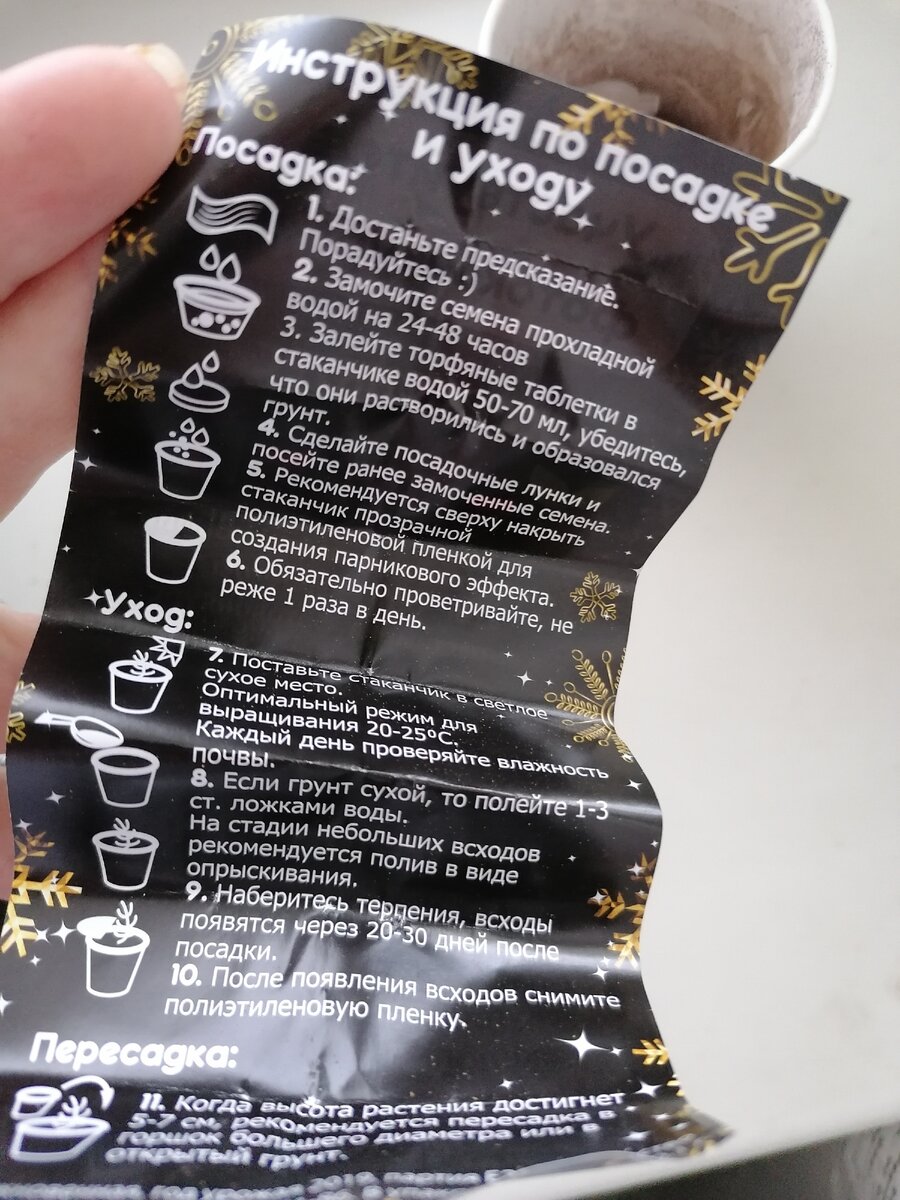 Инструкция по посадке
и уходу
Посадка:
1. Достаньте предсказание.
Порадуйтесь :)
2. Замочите семена прохладной
водой на 24-48 часов
3. Залейте торфяные таблетки в
стаканчике водой 50-70 мл, убедитесь,
что они растворились и образовался
грунт.
4. Сделайте посадочные лунки и
посейте ранее замоченные семена.
5. Рекомендуется сверху накрыть
стаканчик прозрачной
полиэтиленовой пленкой для
создания парникового эффекта.
6. Обязательно проветривайте, не
реже 1 раза в день.
Уход:
7. Поставьте стаканчик в светлое
сухое место.
Оптимальный режим для
выращивания 20-25°С.
Каждый день проверяйте влажность
почвы.
8. Если грунт сухой, то полейте 1-3
ст. ложками воды.
На стадии небольших всходов
рекомендуется полив в виде
опрыскивания.
9. Наберитесь терпения, всходы
появятся через 20-30 дней после
посадки.
10. После появления всходов снимите
полиэтиленовую пленку.
Пересадка:
11. Когда высота растения достигнет
5-7 см, рекомендуется пересадка в
горшок большего диаметра или в
открытый грунт.
партия